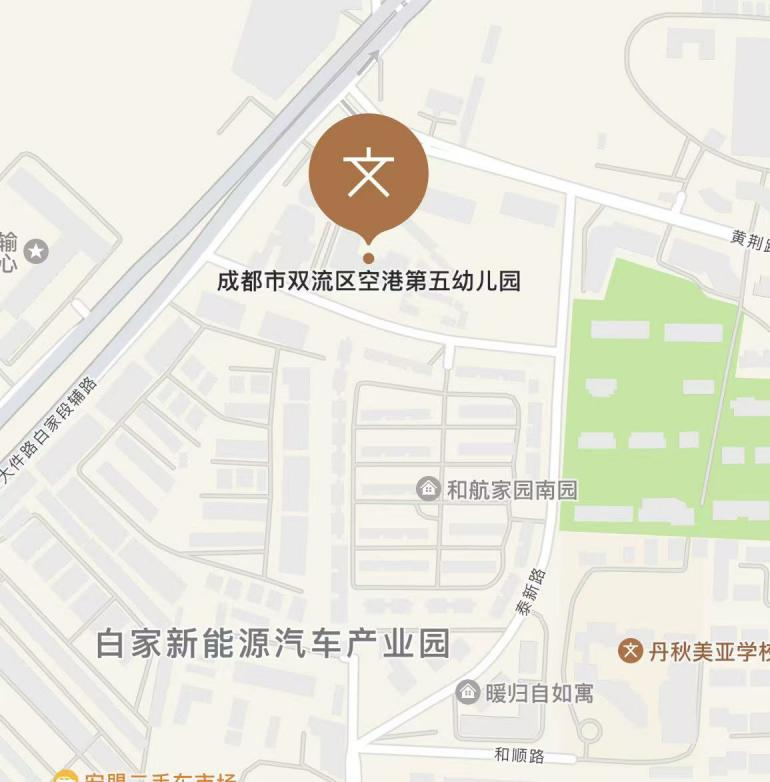 文
黄荆路
输
心
成都市双流区空港第五幼儿园
大件路白家段辅路
和航家园南园
泰新路
白家新能源汽车产业园
文
丹秋美亚学校
暖归自如寓
和顺路